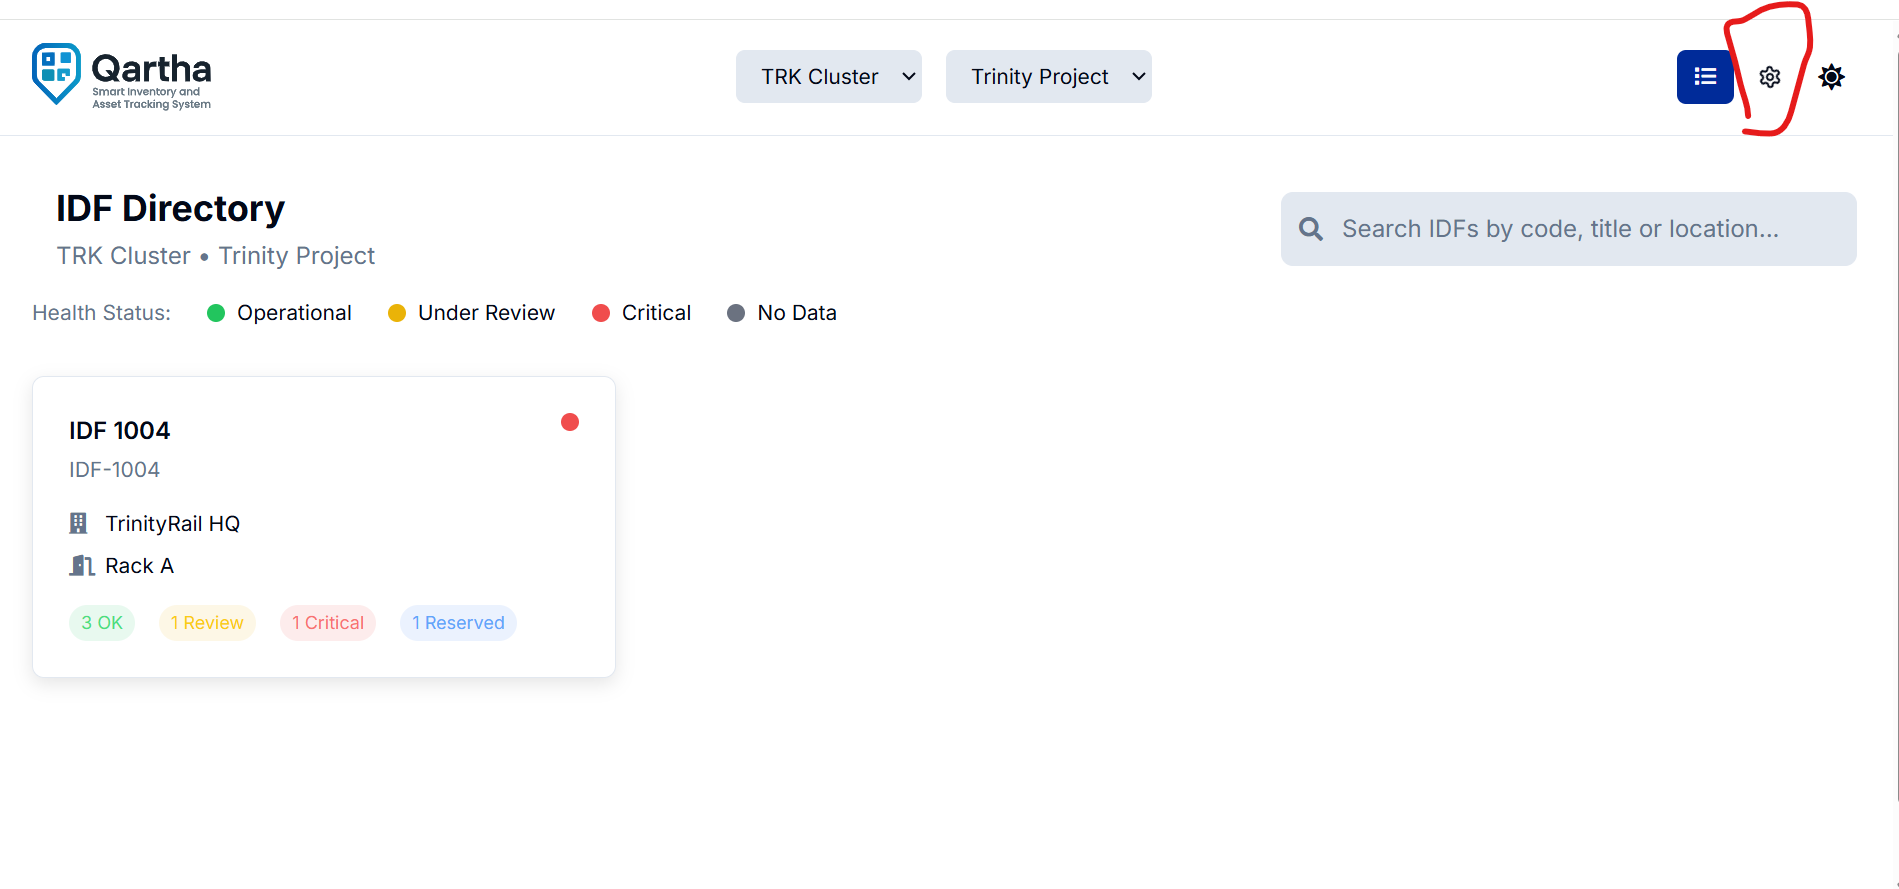 Qartha
Smart Inventory and
Asset Tracking System
TRK Cluster
Trinity Project
IDF Directory
TRK Cluster • Trinity Project
Search IDFs by code, title or location...
Health Status:
Operational
Under Review
Critical
No Data
IDF 1004
IDF-1004
TrinityRail HQ
Rack A
3 OK
1 Review
1 Critical
1 Reserved